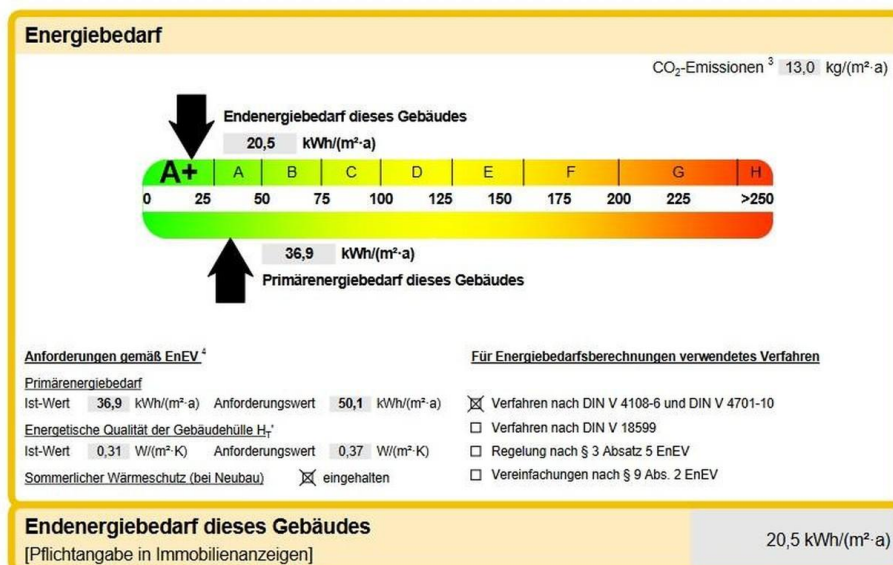 Energiebedarf
CO₂-Emissionen ³ 13,0 kg/(m²·a)
Endenergiebedarf dieses Gebäudes
20,5 kWh/(m²·a)
A+ A B C D E F G H
0 25 50 75 100 125 150 175 200 225 >250
36,9 kWh/(m²·a)
Primärenergiebedarf dieses Gebäudes
Anforderungen gemäß EnEV ⁴
Primärenergiebedarf
Ist-Wert 36,9 kWh/(m²·a) Anforderungswert 50,1 kWh/(m²·a)
Energetische Qualität der Gebäudehülle H_T'
Ist-Wert 0,31 W/(m²·K) Anforderungswert 0,37 W/(m²·K)
Sommerlicher Wärmeschutz (bei Neubau) ☒ eingehalten
Für Energiebedarfsberechnungen verwendetes Verfahren
☒ Verfahren nach DIN V 4108-6 und DIN V 4701-10
☐ Verfahren nach DIN V 18599
☐ Regelung nach § 3 Absatz 5 EnEV
☐ Vereinfachungen nach § 9 Abs. 2 EnEV
Endenergiebedarf dieses Gebäudes
[Pflichtangabe in Immobilienanzeigen]
20,5 kWh/(m²·a)